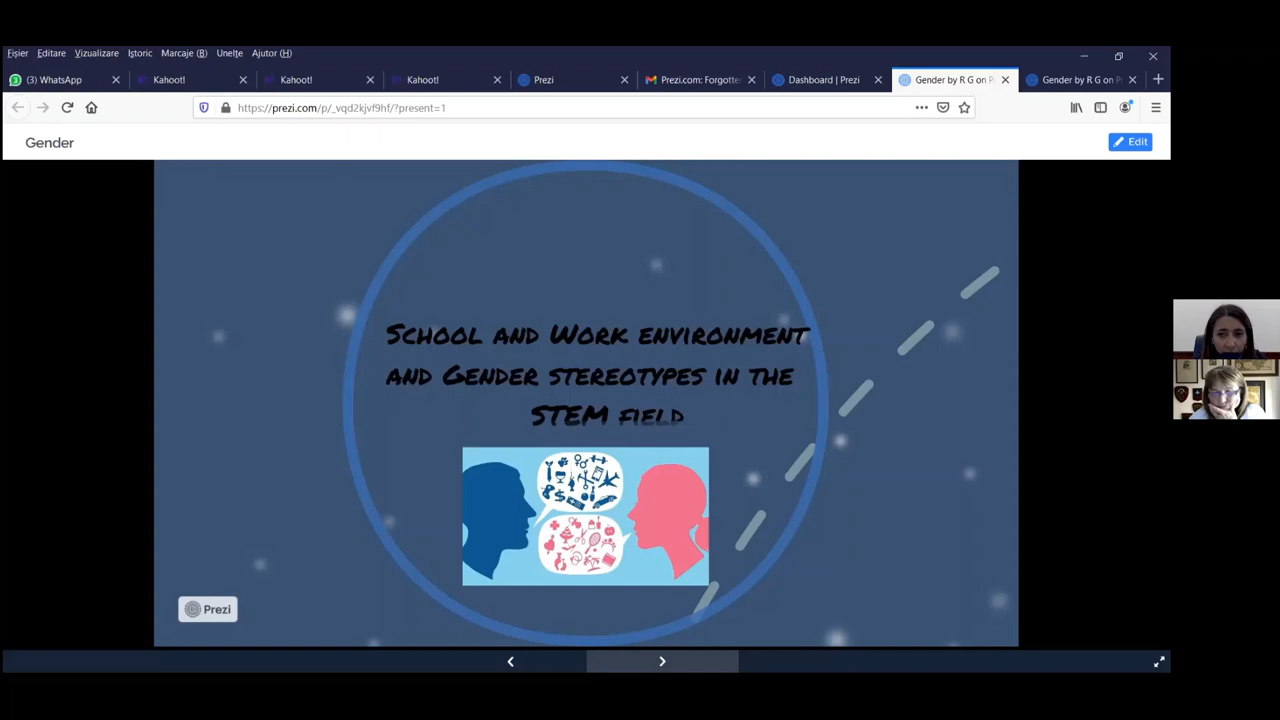 Fișier Editare Vizualizare Istoric Marcaje (B) Unelte Ajutor (H)
(3) WhatsApp Kahoot! Kahoot! Kahoot! Prezi Prezi.com: Forgotte Dashboard | Prezi Gender by R G on P Gender by R G on P
https://prezi.com/p/_vqd2kjvf9hf/?present=1
Gender
Edit
School and Work environment
and Gender stereotypes in the
STEM field
Prezi